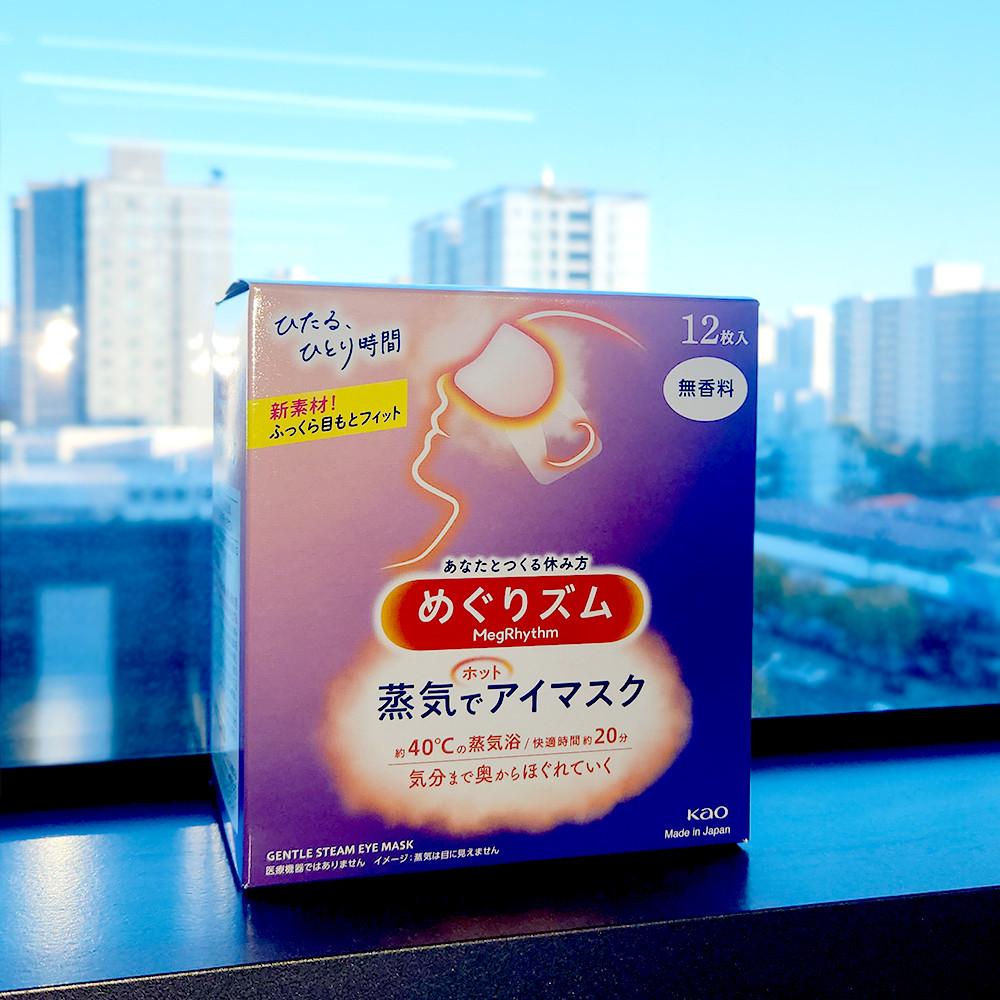 ひたる、
ひとり時間
12枚入
無香料
新素材!
ふっくら目もとフィット
あなたとつくる休み方
めぐりズム
MegRhythm
ホット
蒸気でアイマスク
約40℃の蒸気浴/快適時間約20分
気分まで奥からほぐれていく
Kao
Made in Japan
GENTLE STEAM EYE MASK
医療機器ではありません イメージ:蒸気は目に見えません